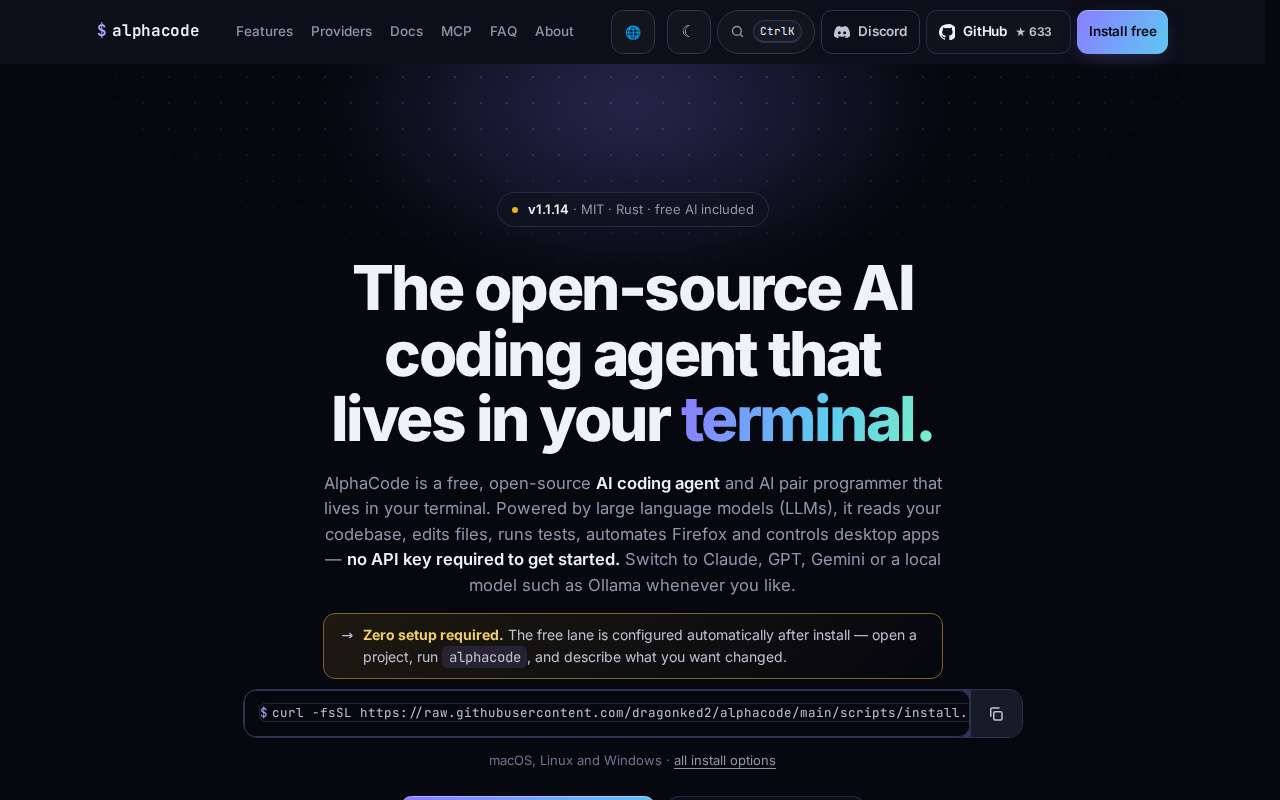 $ alphacode Features Providers Docs MCP FAQ About CtrlK Discord GitHub ★ 633 Install free
v1.1.14 · MIT · Rust · free AI included
The open-source AI
coding agent that
lives in your terminal.
AlphaCode is a free, open-source AI coding agent and AI pair programmer that
lives in your terminal. Powered by large language models (LLMs), it reads your
codebase, edits files, runs tests, automates Firefox and controls desktop apps
— no API key required to get started. Switch to Claude, GPT, Gemini or a local
model such as Ollama whenever you like.
→ Zero setup required. The free lane is configured automatically after install — open a
project, run alphacode, and describe what you want changed.
$ curl -fsSL https://raw.githubusercontent.com/dragonked2/alphacode/main/scripts/install.
macOS, Linux and Windows · all install options